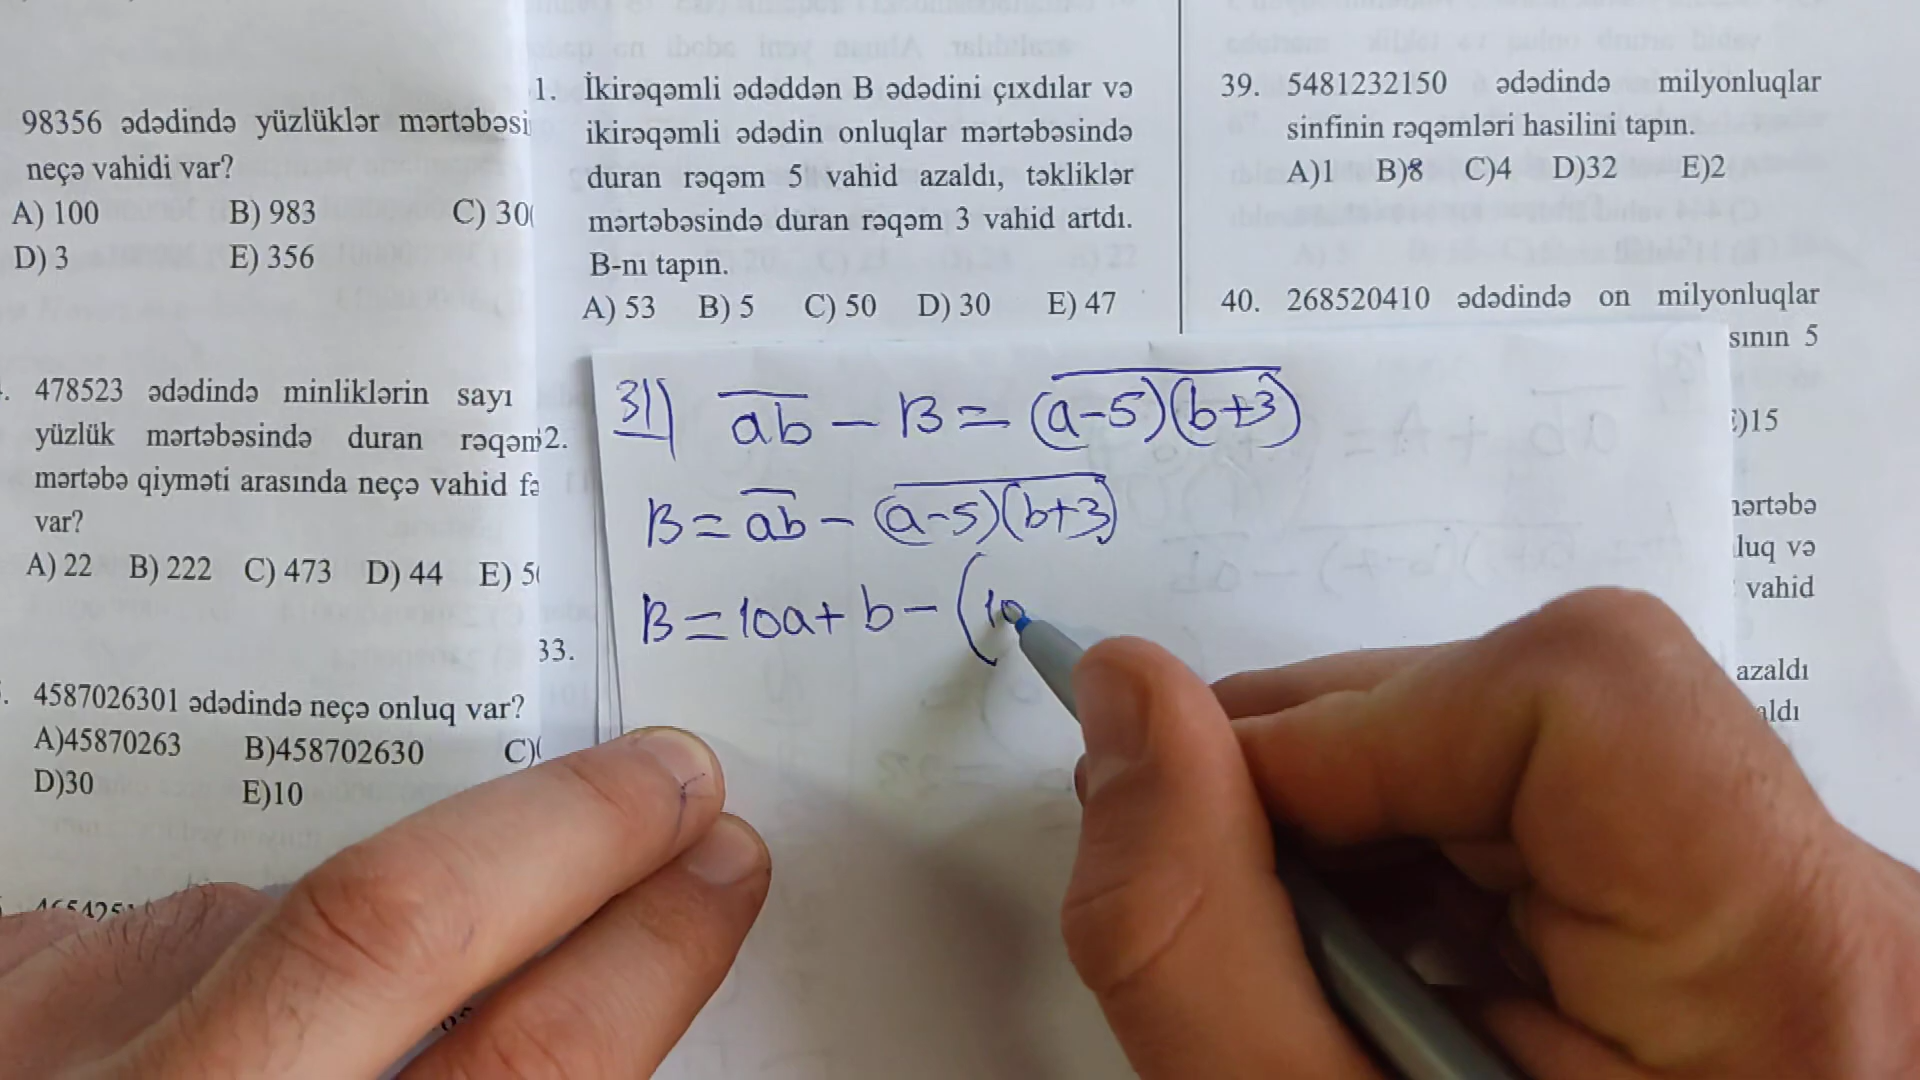 98356 ədədində yüzlüklər mərtəbəsi
neçə vahidi var?
A) 100 B) 983 C) 30(
D) 3 E) 356
478523 ədədində minliklərin sayı
yüzlük mərtəbəsində duran rəqəm
mərtəbə qiyməti arasında neçə vahid fə
var?
A) 22 B) 222 C) 473 D) 44 E) 5(
4587026301 ədədində neçə onluq var?
A)45870263 B)458702630 C)(
D)30 E)10
1. İkirəqəmli ədəddən B ədədini çıxdılar və
ikirəqəmli ədədin onluqlar mərtəbəsində
duran rəqəm 5 vahid azaldı, təkliklər
mərtəbəsində duran rəqəm 3 vahid artdı.
B-nı tapın.
A) 53 B) 5 C) 50 D) 30 E) 47
2.
33.
31) ab − B = (a−5)(b+3)
B = ab − (a−5)(b+3)
B = 10a + b − (10
39. 5481232150 ədədində milyonluqlar
sinfinin rəqəmləri hasilini tapın.
A)1 B)8 C)4 D)32 E)2
40. 268520410 ədədində on milyonluqlar
sının 5
)15
mərtəbə
luq və
vahid
azaldı
aldı